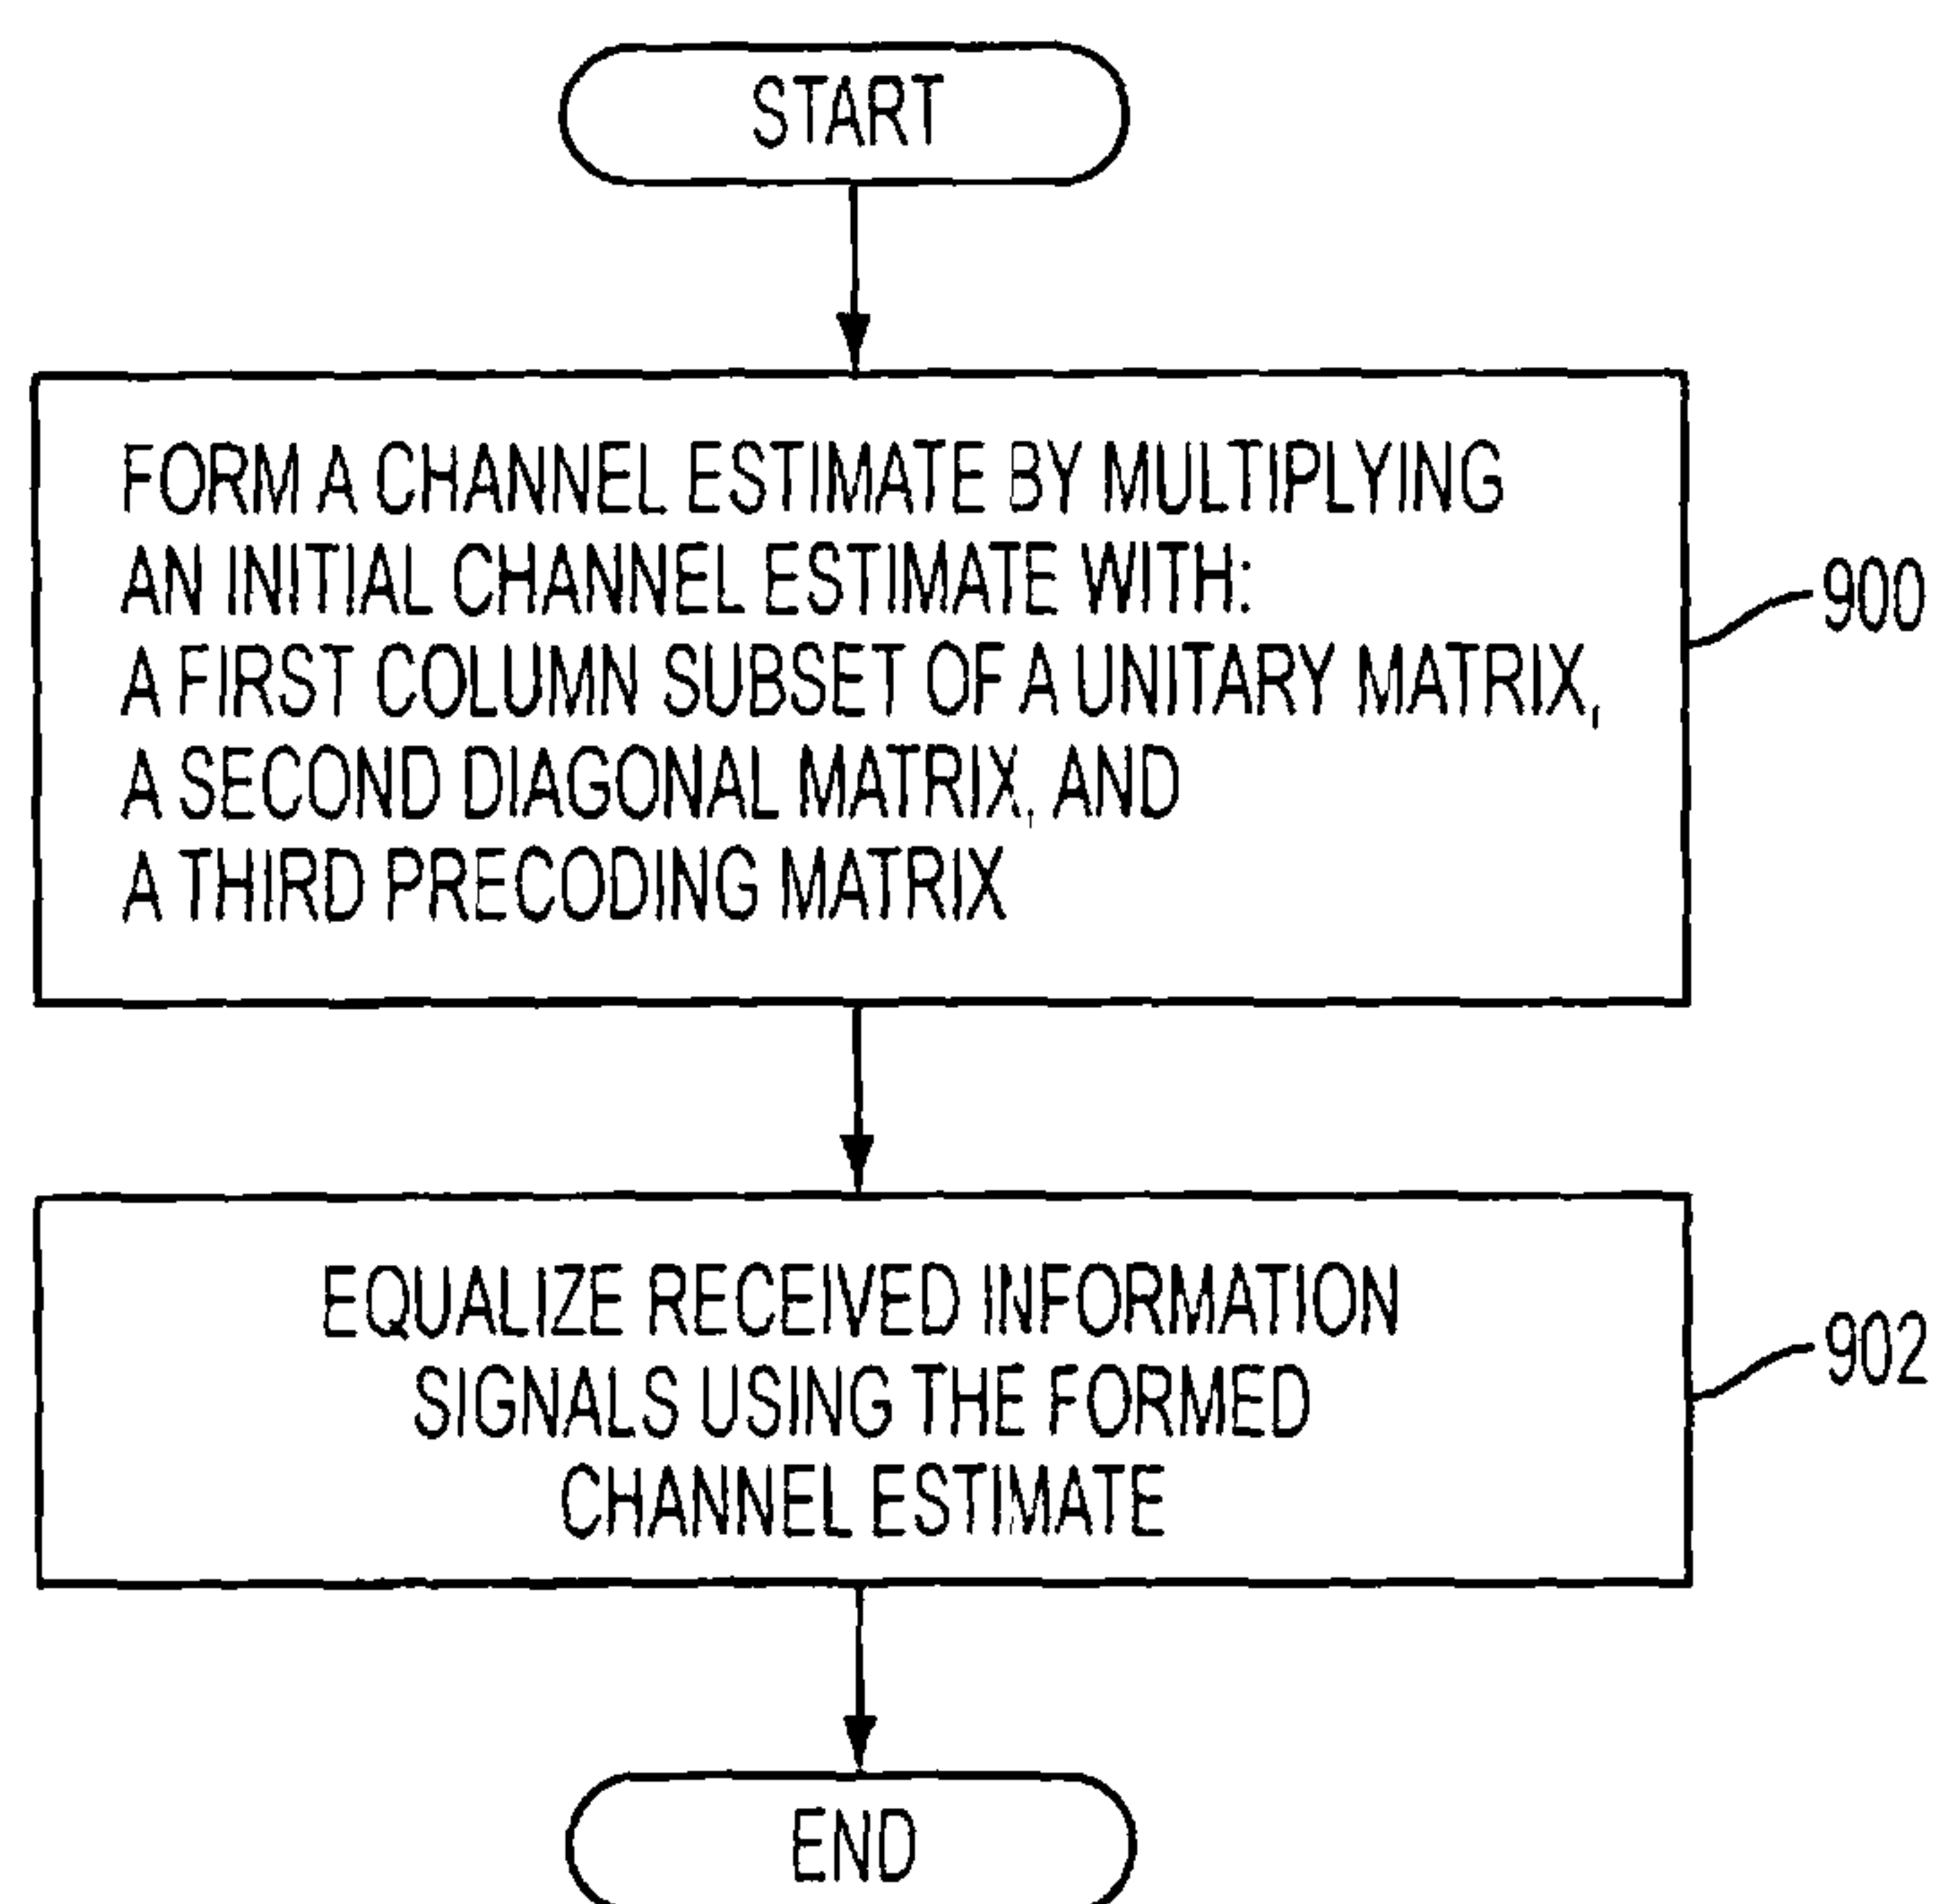 START
FORM A CHANNEL ESTIMATE BY MULTIPLYING
AN INITIAL CHANNEL ESTIMATE WITH:
A FIRST COLUMN SUBSET OF A UNITARY MATRIX,
A SECOND DIAGONAL MATRIX, AND
A THIRD PRECODING MATRIX
900
EQUALIZE RECEIVED INFORMATION
SIGNALS USING THE FORMED
CHANNEL ESTIMATE
902
END